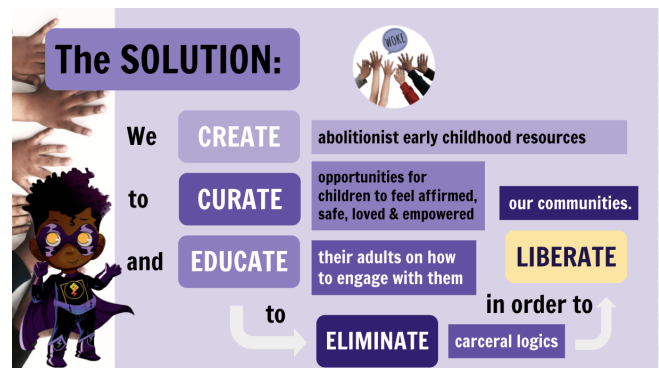 The SOLUTION:
WOKE
We CREATE abolitionist early childhood resources
to CURATE opportunities for
children to feel affirmed,
safe, loved & empowered
and EDUCATE their adults on how
to engage with them
to ELIMINATE carceral logics
in order to
LIBERATE
our communities.